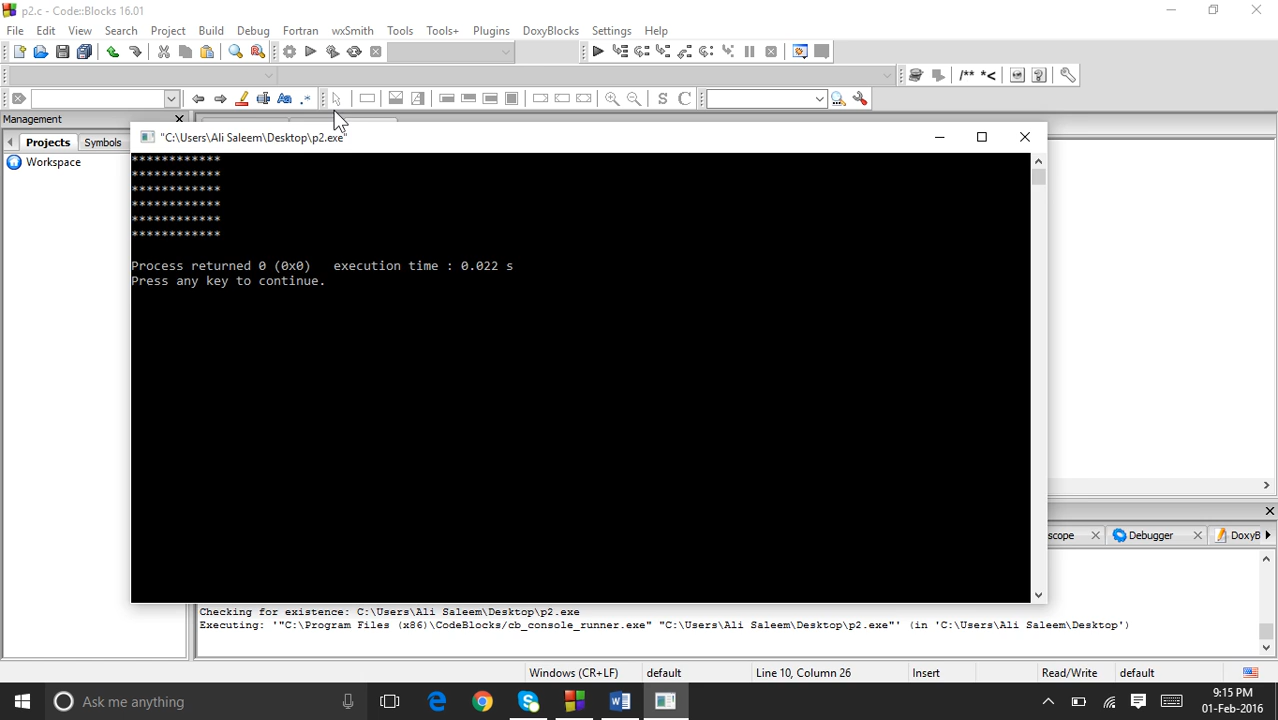 p2.c - Code::Blocks 16.01
File Edit View Search Project Build Debug Fortran wxSmith Tools Tools+ Plugins DoxyBlocks Settings Help
/** *<
S C
Management
Projects Symbols
Workspace
"C:\Users\Ali Saleem\Desktop\p2.exe"
************
************
************
************
************
************
Process returned 0 (0x0)   execution time : 0.022 s
Press any key to continue.
scope Debugger DoxyB
Checking for existence: C:\Users\Ali Saleem\Desktop\p2.exe
Executing: '"C:\Program Files (x86)\CodeBlocks/cb_console_runner.exe" "C:\Users\Ali Saleem\Desktop\p2.exe"' (in 'C:\Users\Ali Saleem\Desktop')
Windows (CR+LF) default Line 10, Column 26 Insert Read/Write default
Ask me anything
9:15 PM
01-Feb-2016